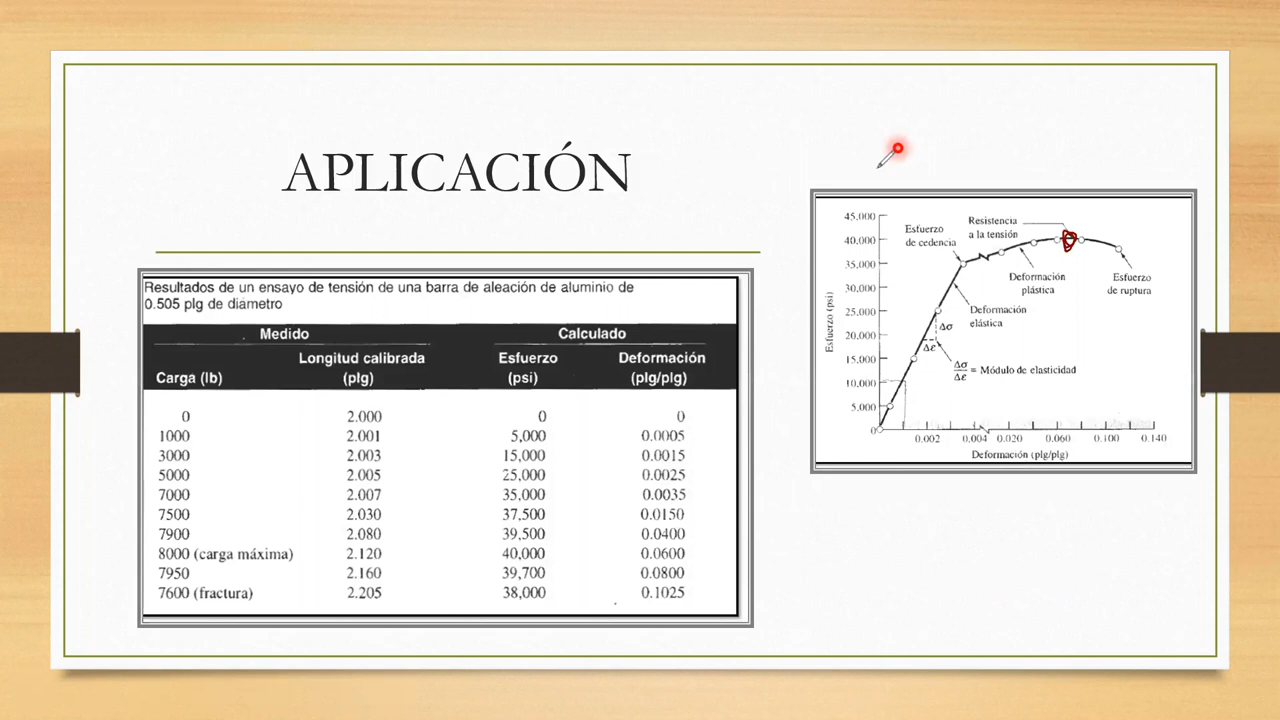 APLICACIÓN
Resultados de un ensayo de tensión de una barra de aleación de aluminio de
0.505 plg de diámetro
Medido Calculado
Longitud calibrada Esfuerzo Deformación
Carga (lb) (plg) (psi) (plg/plg)
0 2.000 0 0
1000 2.001 5,000 0.0005
3000 2.003 15,000 0.0015
5000 2.005 25,000 0.0025
7000 2.007 35,000 0.0035
7500 2.030 37,500 0.0150
7900 2.080 39,500 0.0400
8000 (carga máxima) 2.120 40,000 0.0600
7950 2.160 39,700 0.0800
7600 (fractura) 2.205 38,000 0.1025
45,000
40,000
35,000
30,000
25,000
20,000
15,000
10,000
5,000
0
Esfuerzo (psi)
Esfuerzo
de cedencia
Resistencia
a la tensión
Deformación
plástica
Esfuerzo
de ruptura
Deformación
elástica
Δσ
Δε
Δσ
Δε
= Módulo de elasticidad
0.002 0.004 0.020 0.060 0.100 0.140
Deformación (plg/plg)